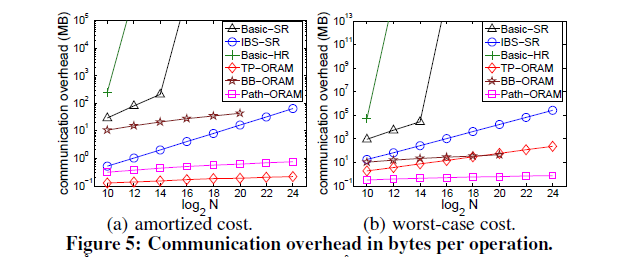 communication overhead (MB)
10^5
10^4
10^3
10^2
10^1
10^0
10^-1
10 12 14 16 18 20 22 24
log2 N
Basic−SR
IBS−SR
Basic−HR
TP−ORAM
BB−ORAM
Path−ORAM
(a) amortized cost.
communication overhead (MB)
10^13
10^11
10^9
10^7
10^5
10^3
10^1
10^-1
10 12 14 16 18 20 22 24
log2 N
Basic−SR
IBS−SR
Basic−HR
TP−ORAM
BB−ORAM
Path−ORAM
(b) worst-case cost.
Figure 5: Communication overhead in bytes per operation.